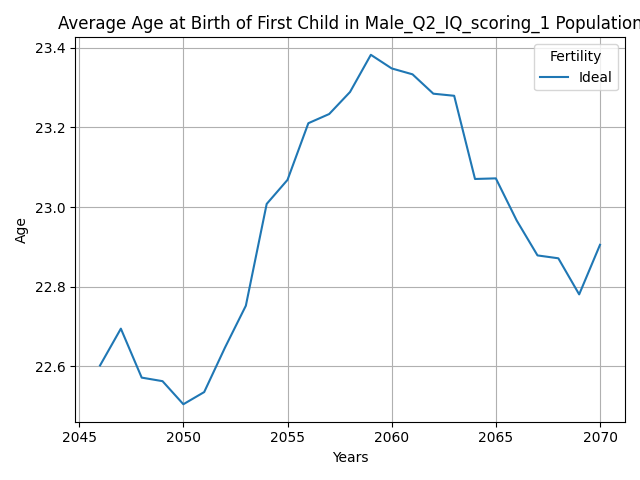 Average Age at Birth of First Child in Male_Q2_IQ_scoring_1 Population
Fertility
Ideal
23.4
23.2
23.0
22.8
22.6
Age
2045
2050
2055
2060
2065
2070
Years